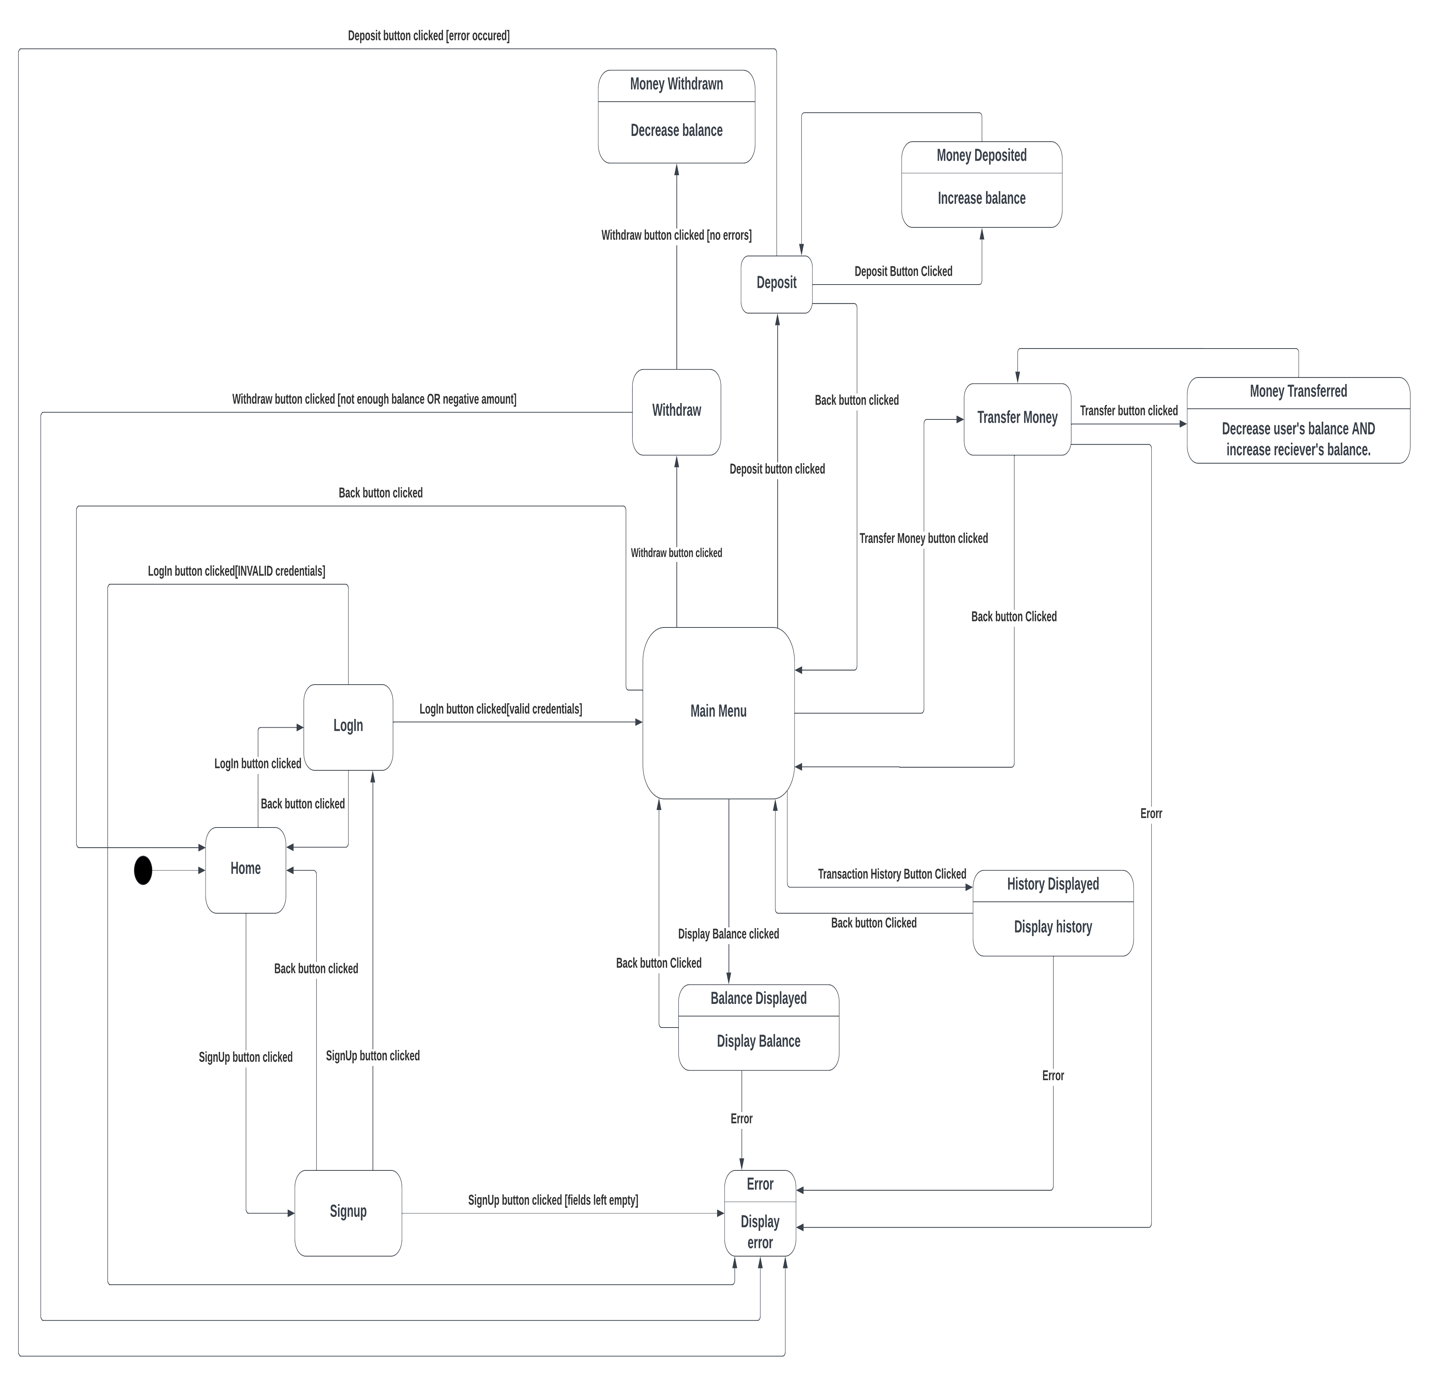 Deposit button clicked [error occured]
Money Withdrawn
Decrease balance
Money Deposited
Increase balance
Withdraw button clicked [no errors]
Deposit Button Clicked
Deposit
Withdraw button clicked [not enough balance OR negative amount]
Withdraw
Back button clicked
Transfer Money
Transfer button clicked
Money Transferred
Decrease user's balance AND
increase reciever's balance.
Deposit button clicked
Back button clicked
Withdraw button clicked
Transfer Money button clicked
LogIn button clicked[INVALID credentials]
Back button Clicked
LogIn
LogIn button clicked[valid credentials]
Main Menu
LogIn button clicked
Back button clicked
Erorr
Home
Transaction History Button Clicked
History Displayed
Display history
Back button Clicked
Display Balance clicked
Back button Clicked
Back button clicked
Balance Displayed
Display Balance
SignUp button clicked
SignUp button clicked
Error
Error
Signup
SignUp button clicked [fields left empty]
Error
Display
error